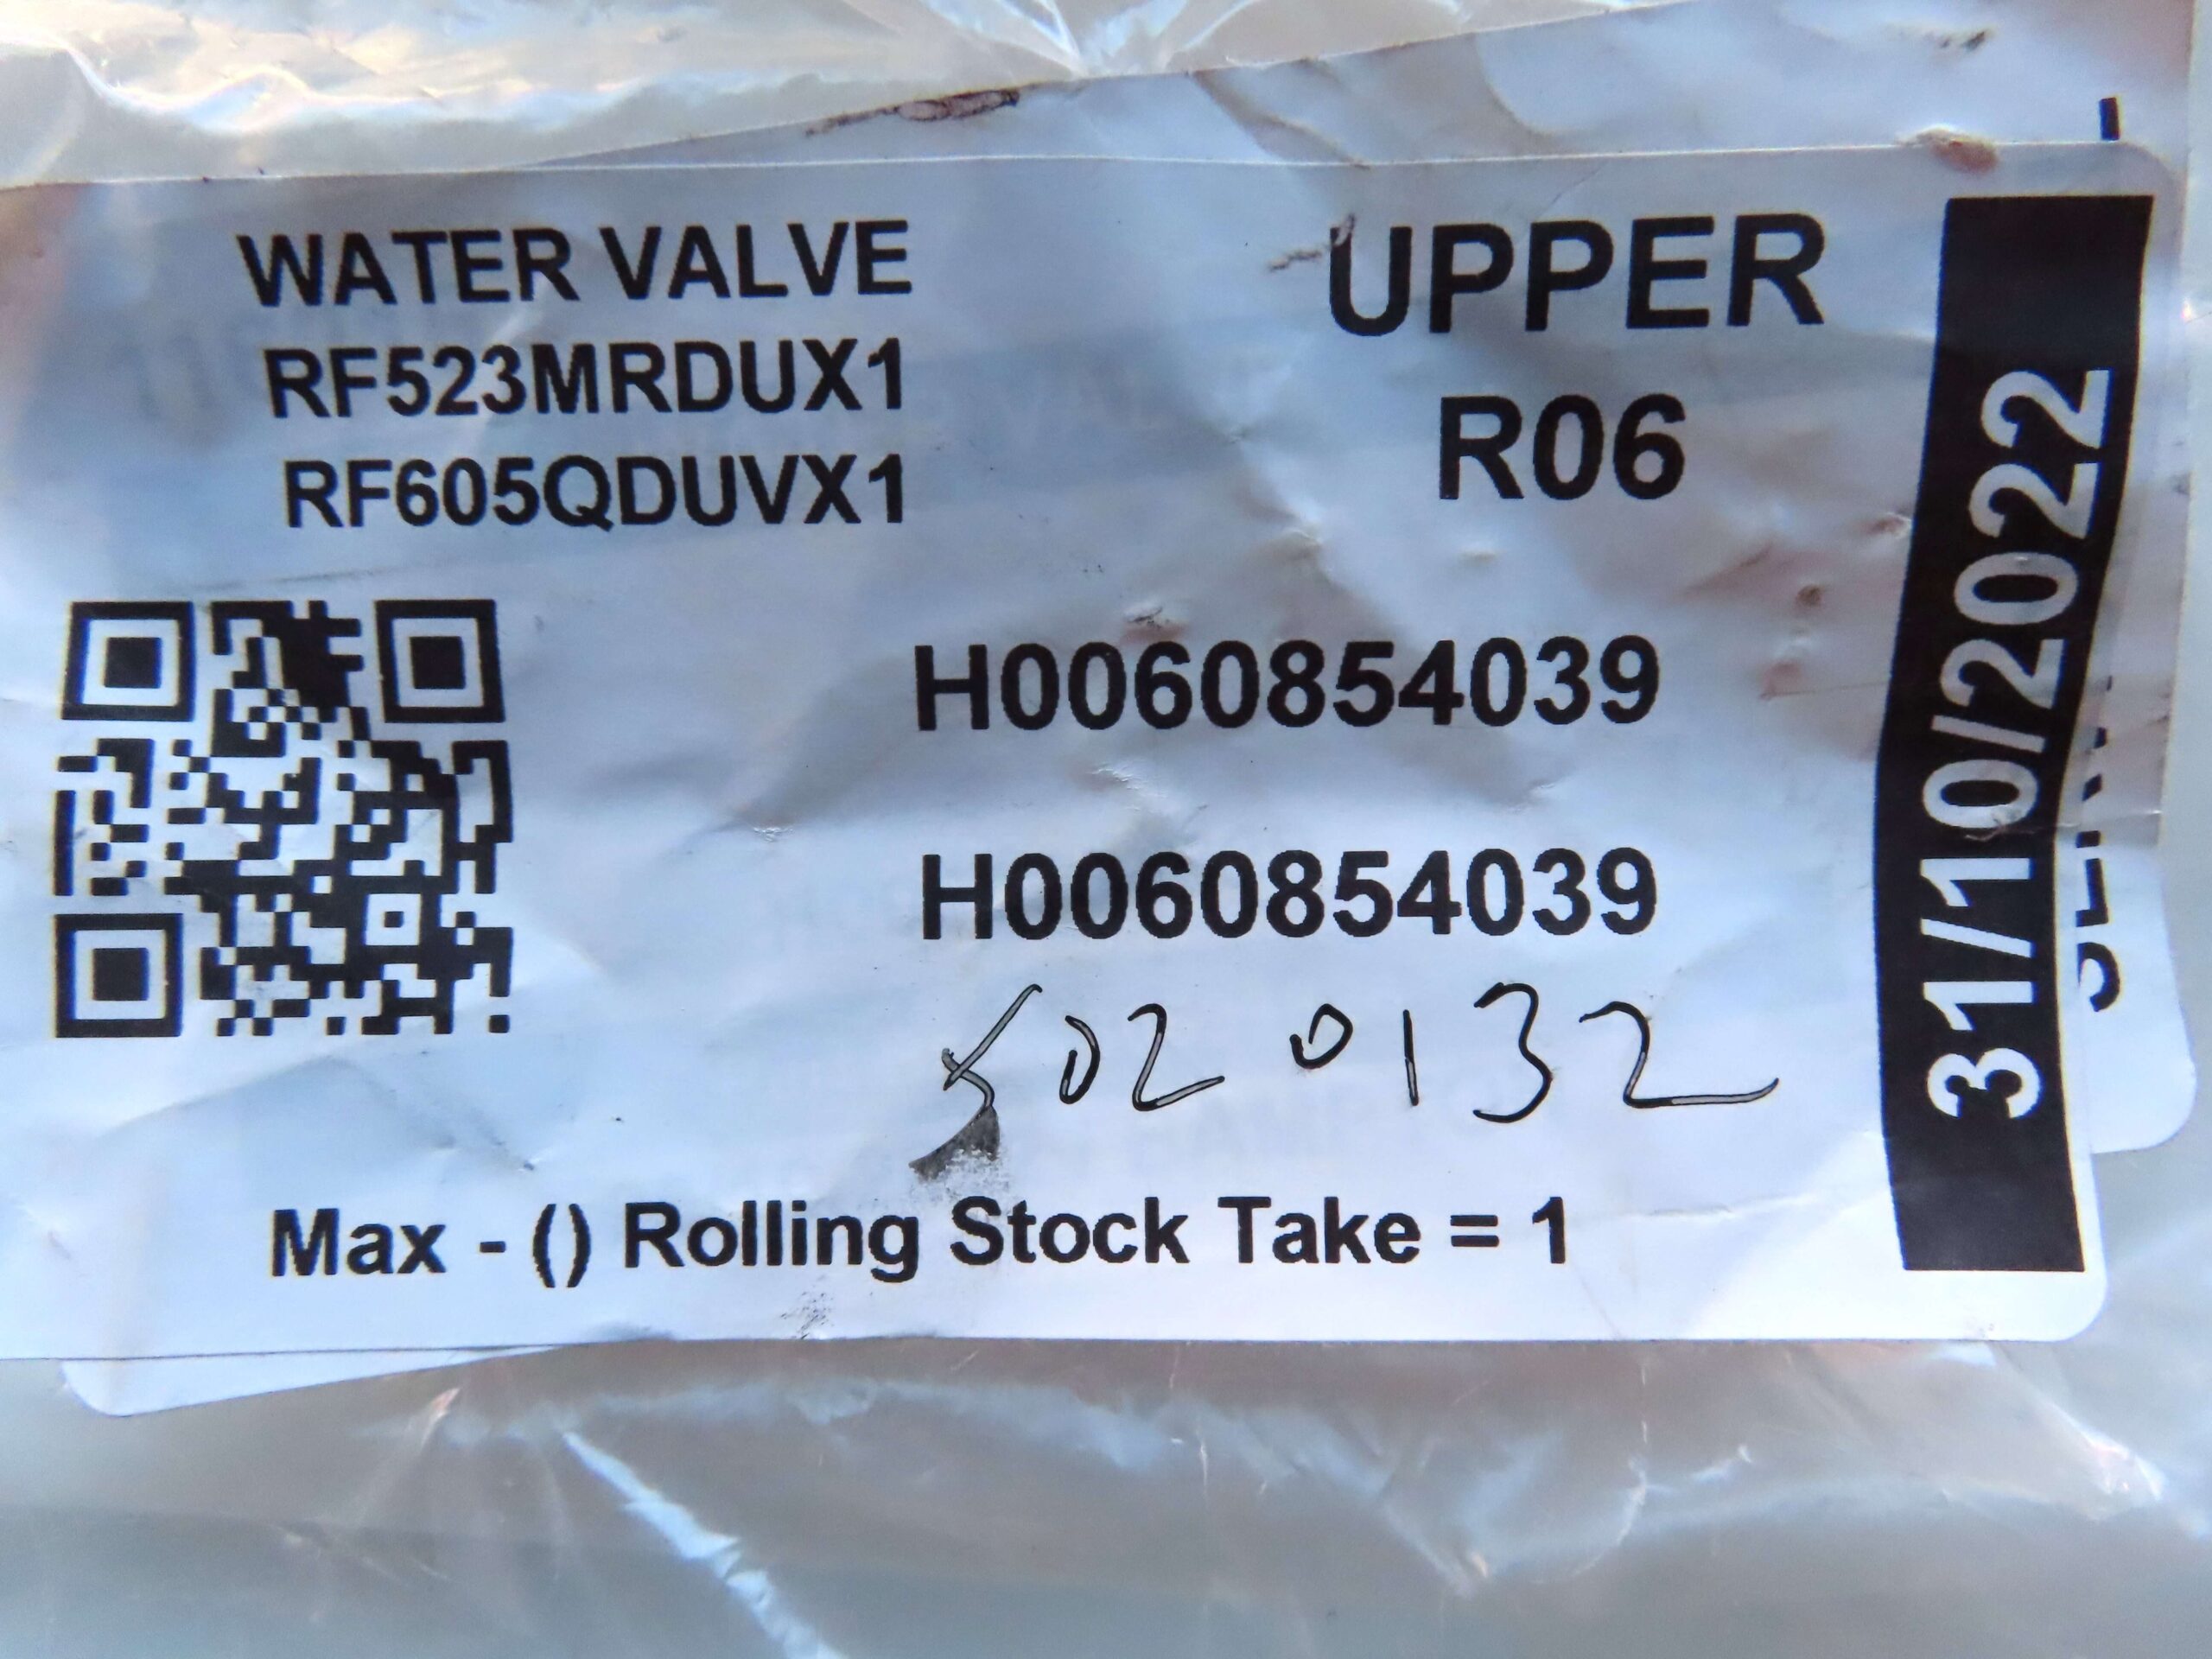 WATER VALVE
RF523MRDUX1
RF605QDUVX1
UPPER
R06
H0060854039
H0060854039
502 0132
Max - () Rolling Stock Take = 1
31/10/2022